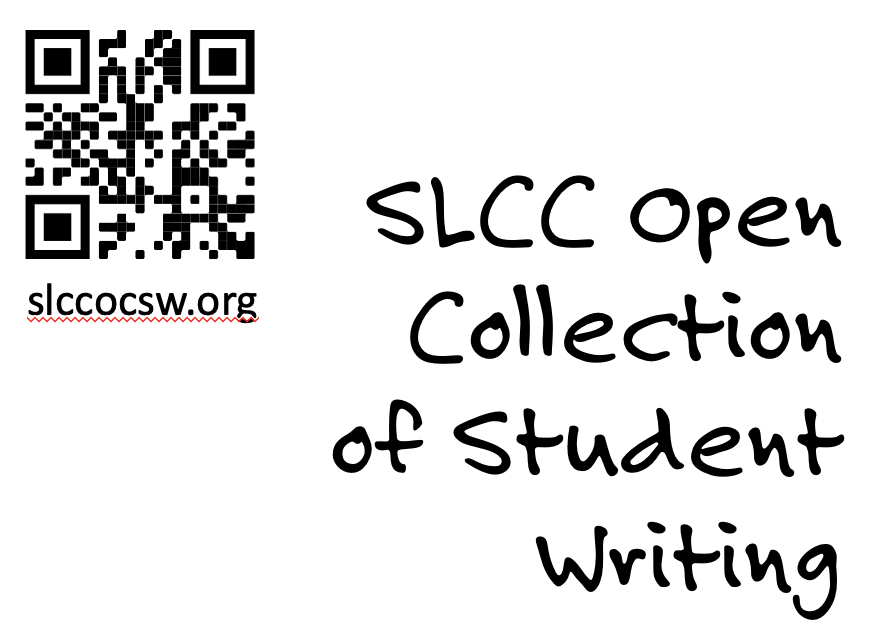 slccocsw.org
SLCC Open
Collection
of Student
Writing